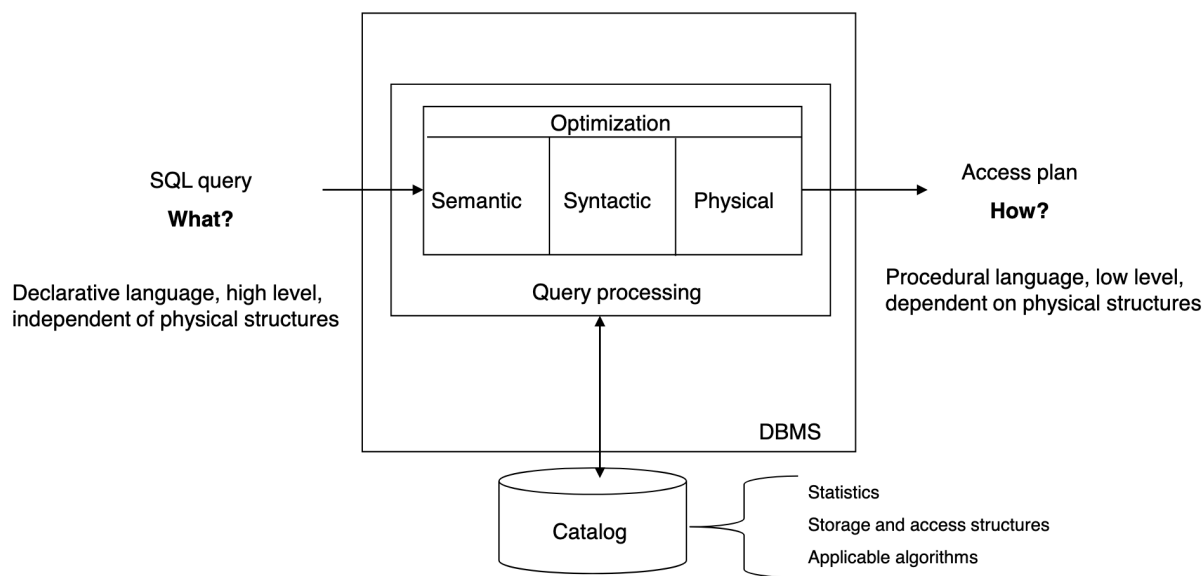 Optimization
SQL query
What?
Declarative language, high level,
independent of physical structures
Semantic
Syntactic
Physical
Query processing
Access plan
How?
Procedural language, low level,
dependent on physical structures
DBMS
Catalog
Statistics
Storage and access structures
Applicable algorithms